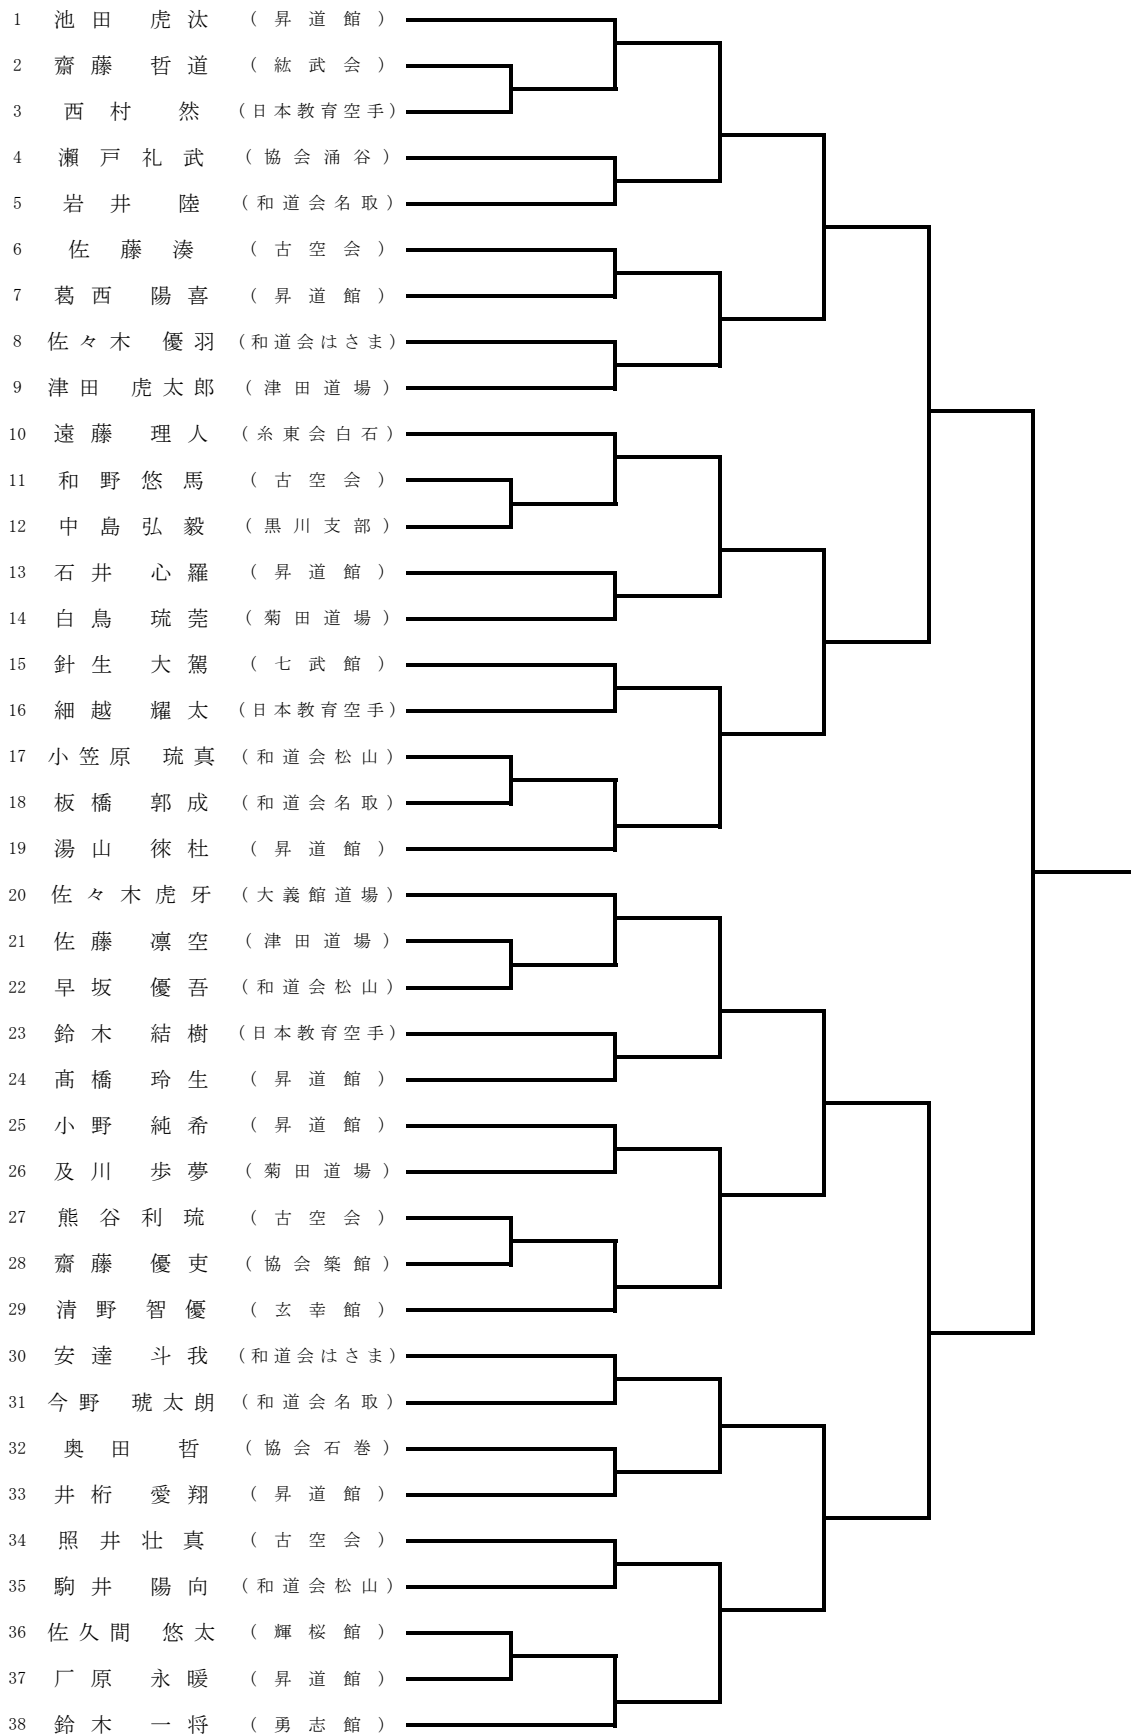 1 池田 虎汰 (昇道館)
2 齋藤 哲道 (紘武会)
3 西村 然 (日本教育空手)
4 瀬戸礼武 (協会涌谷)
5 岩井 陸 (和道会名取)
6 佐藤湊 (古空会)
7 葛西 陽喜 (昇道館)
8 佐々木 優羽 (和道会はさま)
9 津田 虎太郎 (津田道場)
10 遠藤 理人 (糸東会白石)
11 和野悠馬 (古空会)
12 中島弘毅 (黒川支部)
13 石井 心羅 (昇道館)
14 白鳥 琉莞 (菊田道場)
15 針生 大駕 (七武館)
16 細越 耀太 (日本教育空手)
17 小笠原 琉真 (和道会松山)
18 板橋 郭成 (和道会名取)
19 湯山 徠杜 (昇道館)
20 佐々木虎牙 (大義館道場)
21 佐藤 凛空 (津田道場)
22 早坂 優吾 (和道会松山)
23 鈴木 結樹 (日本教育空手)
24 髙橋 玲生 (昇道館)
25 小野 純希 (昇道館)
26 及川 歩夢 (菊田道場)
27 熊谷利琉 (古空会)
28 齋藤 優吏 (協会築館)
29 清野智優 (玄幸館)
30 安達 斗我 (和道会はさま)
31 今野 琥太朗 (和道会名取)
32 奥田 哲 (協会石巻)
33 井桁 愛翔 (昇道館)
34 照井壮真 (古空会)
35 駒井 陽向 (和道会松山)
36 佐久間 悠太 (輝桜館)
37 厂原 永暖 (昇道館)
38 鈴木 一将 (勇志館)